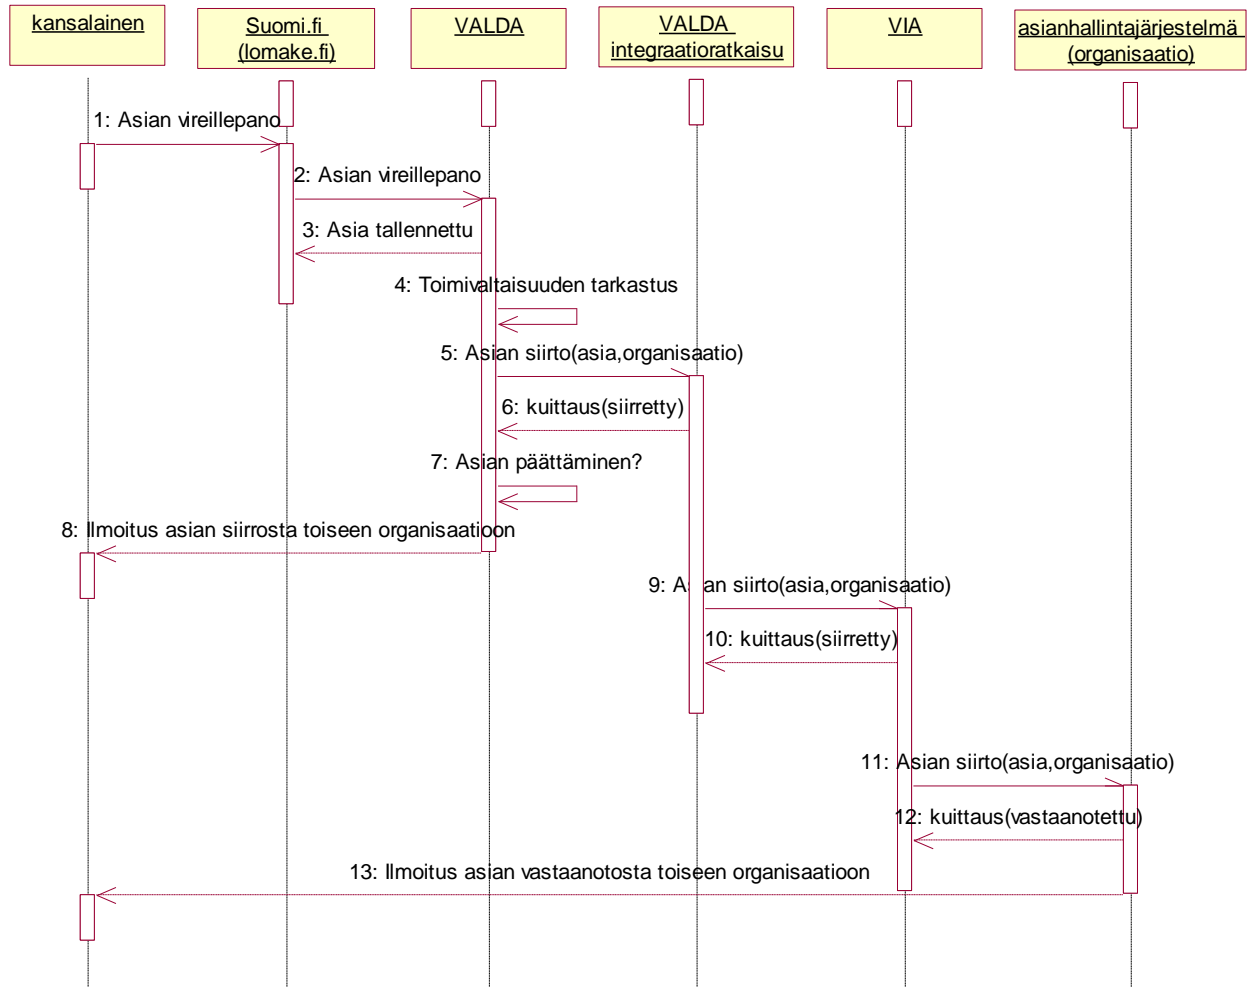 kansalainen
Suomi.fi
(lomake.fi)
VALDA
VALDA
integraatioratkaisu
VIA
asianhallintajärjestelmä
(organisaatio)
1: Asian vireillepano
2: Asian vireillepano
3: Asia tallennettu
4: Toimivaltaisuuden tarkastus
5: Asian siirto(asia,organisaatio)
6: kuittaus(siirretty)
7: Asian päättäminen?
8: Ilmoitus asian siirrosta toiseen organisaatioon
9: Asian siirto(asia,organisaatio)
10: kuittaus(siirretty)
11: Asian siirto(asia,organisaatio)
12: kuittaus(vastaanotettu)
13: Ilmoitus asian vastaanotosta toiseen organisaatioon